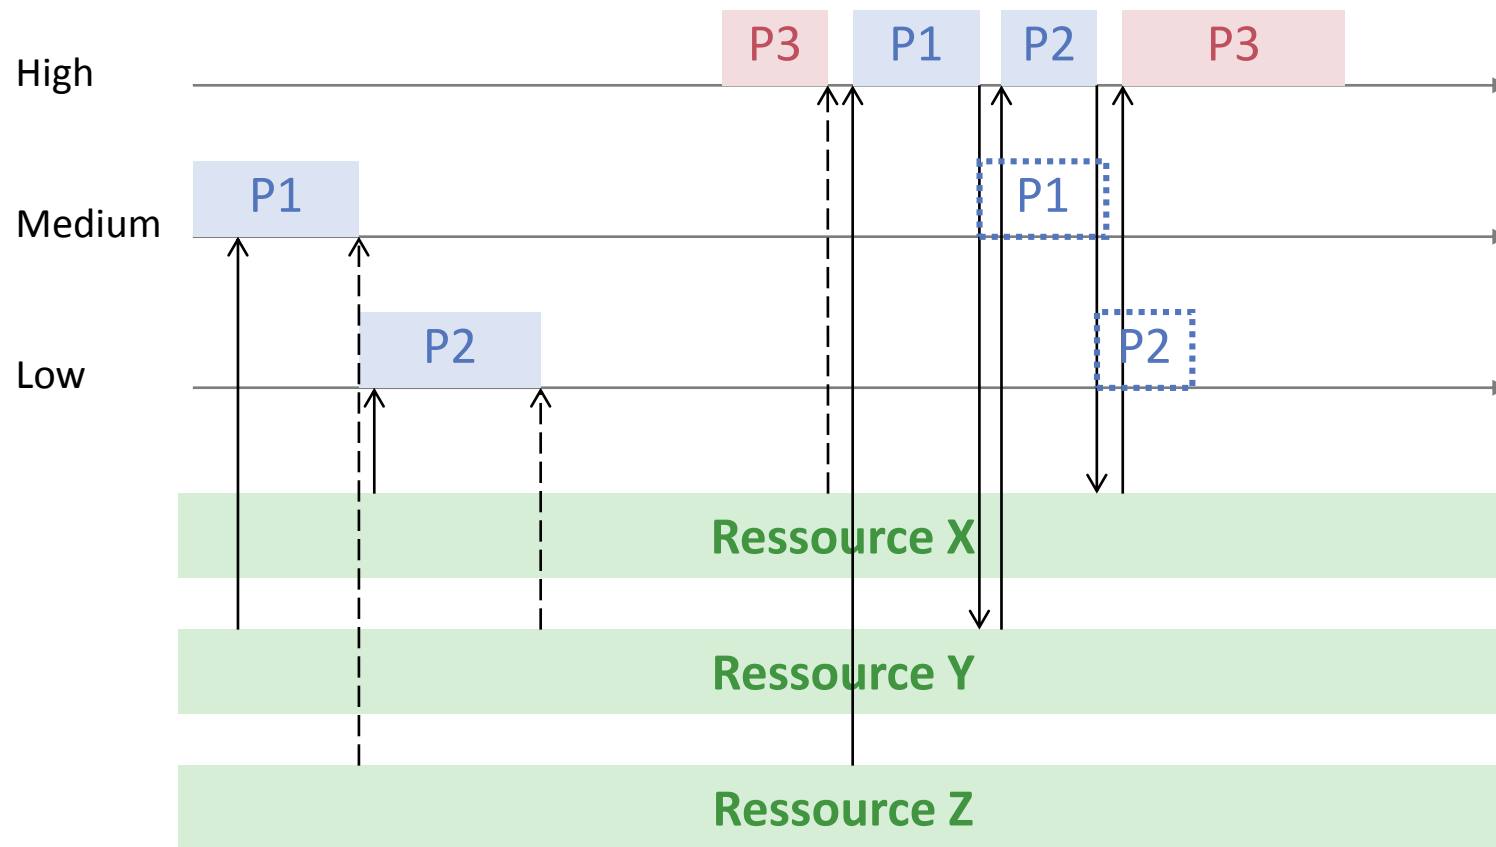 High
P3
P1
P2
P3
Medium
P1
P1
Low
P2
P2
Ressource X
Ressource Y
Ressource Z